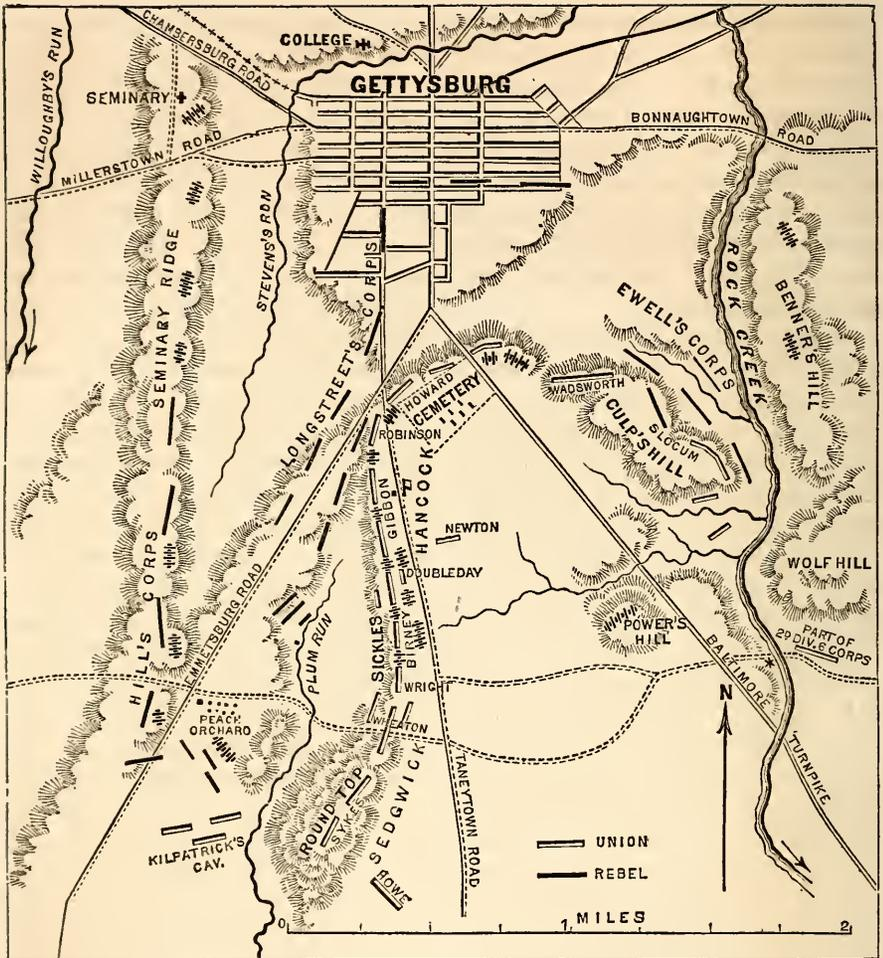 COLLEGE
CHAMBERSBURG ROAD
GETTYSBURG
SEMINARY
WILLOUGHBY'S RUN
MILLERSTOWN ROAD
BONNAUGHTOWN ROAD
STEVENS'S RUN
SEMINARY RIDGE
LONGSTREET'S CORPS
ROCK CREEK
BENNER'S HILL
EWELL'S CORPS
HOWARD
CEMETERY
WADSWORTH
CULP'S HILL
SLOCUM
ROBINSON
HANCOCK
GIBBON
NEWTON
DOUBLEDAY
WOLF HILL
HILL'S CORPS
EMMETSBURG ROAD
PLUM RUN
SICKLES
BIRNEY
POWER'S
HILL
PART OF
2D DIV. 6 CORPS
WRIGHT
WHEATON
PEACH
ORCHARD
BALTIMORE TURNPIKE
N
ROUND TOP
SYKES
SEDGWICK
TANEYTOWN ROAD
KILPATRICK'S
CAV.
ROWE
UNION
REBEL
0 1 MILES 2